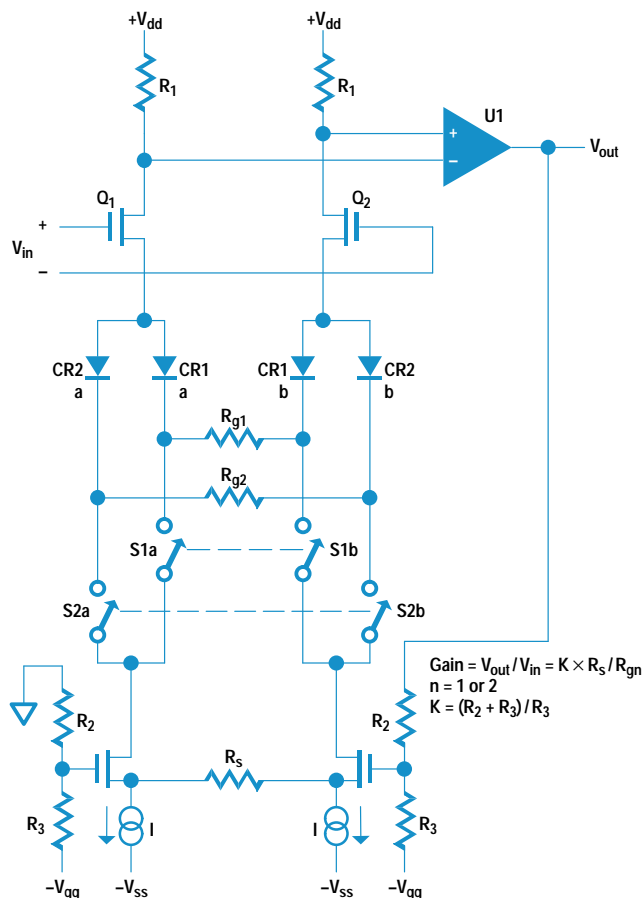 +Vdd +Vdd
R1 R1
U1
+
−
Vout
Q1 Q2
+
Vin
−
CR2 a CR1 a CR1 b CR2 b
Rg1
Rg2
S1a S1b
S2a S2b
Gain = Vout/Vin = K × Rs/Rgn
n = 1 or 2
K = (R2 + R3)/R3
R2 R2
Rs
R3 I I R3
−Vgg −Vss −Vss −Vgg